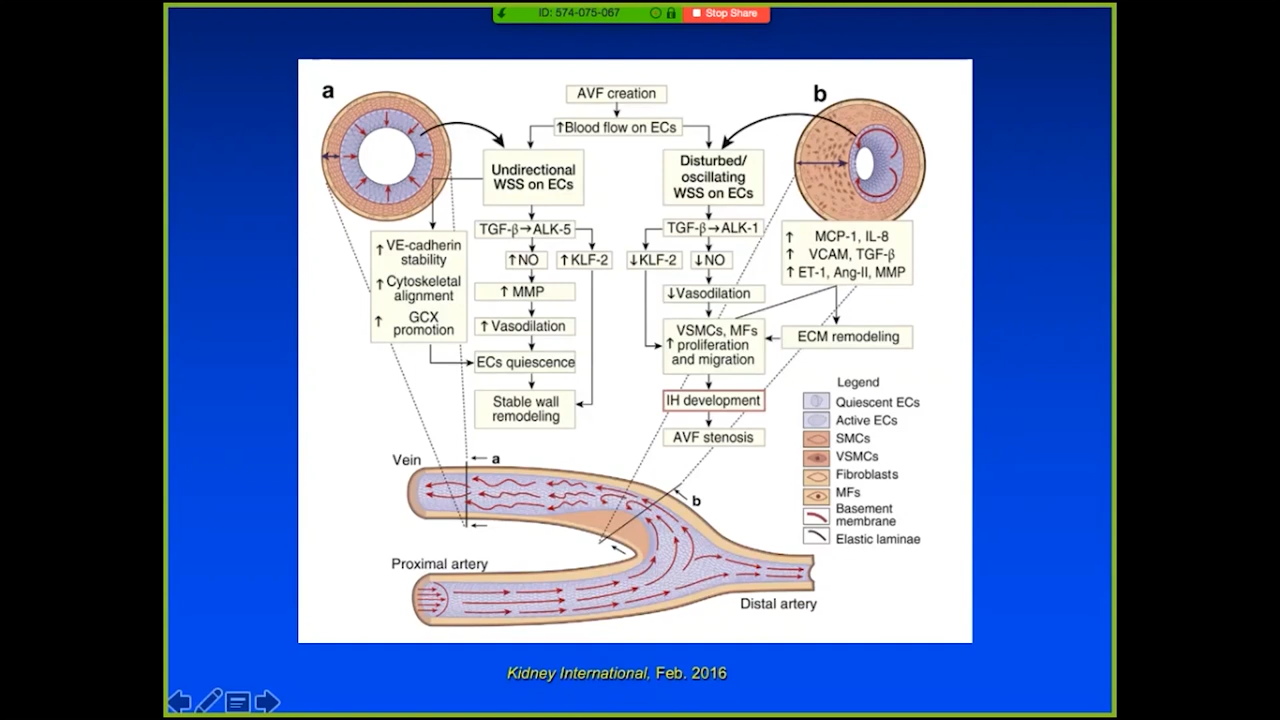 ID: 574-075-067
Stop Share
a
b
AVF creation
↑Blood flow on ECs
Undirectional
WSS on ECs
Disturbed/
oscillating
WSS on ECs
TGF-β→ALK-5
TGF-β→ALK-1
↑ VE-cadherin
stability
↑ Cytoskeletal
alignment
↑ GCX
promotion
↑NO
↑KLF-2
↓KLF-2
↓NO
↑ MMP
↓Vasodilation
↑ Vasodilation
ECs quiescence
Stable wall
remodeling
VSMCs, MFs
↑ proliferation
and migration
IH development
AVF stenosis
↑ MCP-1, IL-8
↑ VCAM, TGF-β
↑ ET-1, Ang-II, MMP
ECM remodeling
Legend
Quiescent ECs
Active ECs
SMCs
VSMCs
Fibroblasts
MFs
Basement
membrane
Elastic laminae
Vein
a
b
Proximal artery
Distal artery
Kidney International, Feb. 2016